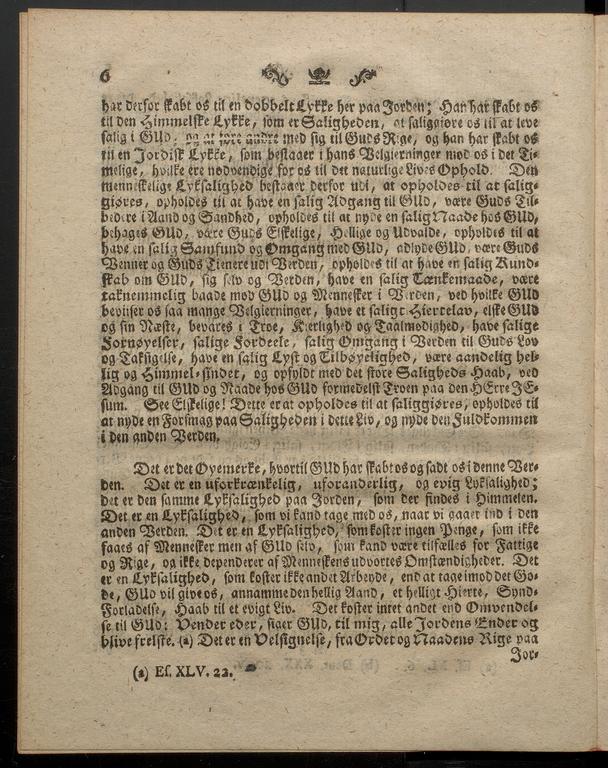 6
har derfor skabt os til en dobbelt Lykke her paa Jorden; Han har skabt os
til den Himmelske Lykke, som er Saligheden, at saliggiøre os til at leve
salig i GUd, og at føre andre med sig til Guds Rige, og han har skabt os
til en Jordisk Lykke, som bestaaer i hans Velgierninger mod os i det Ti-
melige, hvilke ere nødvendige for os til det naturlige Lives Ophold. Den
menneskelige Lyksalighed bestaaer derfor udi, at opholdes til at salig-
giøres, opholdes til at have en salig Adgang til GUd, være Guds Til-
bedere i Aand og Sandhed, opholdes til at nyde en salig Naade hos GUd,
behages GUd, være Guds Elskelige, Hellige og Udvalde, opholdes til at
have en salig Samfund og Omgang med GUd, adlyde GUd, være Guds
Venner og Guds Tienere udi Verden, opholdes til at have en salig Kund-
skab om GUd, sig selv og Verden, have en salig Tænkemaade, være
taknemmelig baade mod GUd og Mennesker i Verden, ved hvilke GUd
beviiser os saa mange Velgierninger, have et saligt Hiertelav, elske GUd
og sin Næste, bevares i Troe, Kierlighed og Taalmodighed, have salige
Fornøyelser, salige Fordeele, salig Omgang i Verden til Guds Lov
og Taksigelse, have en salig Lyst og Tilbøyelighed, være aandelig hel-
lig og Himmel-sindet, og opfyldt med det store Saligheds Haab, ved
Adgang til GUd og Naade hos GUd formedelst Troen paa den HErre JE-
sum. See Elskelige! Dette er at opholdes til at saliggiøres, opholdes til
at nyde en Forsmag paa Saligheden i dette Liv, og nyde den Fuldkommen
i den anden Verden.
Det er det Øyemerke, hvortil GUd har skabt os og sadt os i denne Ver-
den. Det er en uforkrænkelig, uforanderlig, og evig Lyksalighed;
det er den samme Lyksalighed paa Jorden, som der findes i Himmelen.
Det er en Lyksalighed, som vi kand tage med os, naar vi gaaer ind i den
anden Verden. Det er en Lyksalighed, som koster ingen Penge, som ikke
faaes af Mennesker men af GUd selv, som kand være tilfælles for Fattige
og Rige, og ikke dependerer af Menneskens udvortes Omstændigheder. Det
er en Lyksalighed, som koster ikke andet Arbeyde, end at tage imod det Go-
de, GUd vil give os, annamme den hellig Aand, et helligt Hierte, Synd-
Forladelse, Haab til et evigt Liv. Det koster intet andet end Omvendel-
se til GUd: Vender eder, siger GUd, til mig, alle Jordens Ender og
blive frelste. (a) Det er en Velsignelse, fra Ordet og Naadens Rige paa
Jor-
(a) Es. XLV. 22.